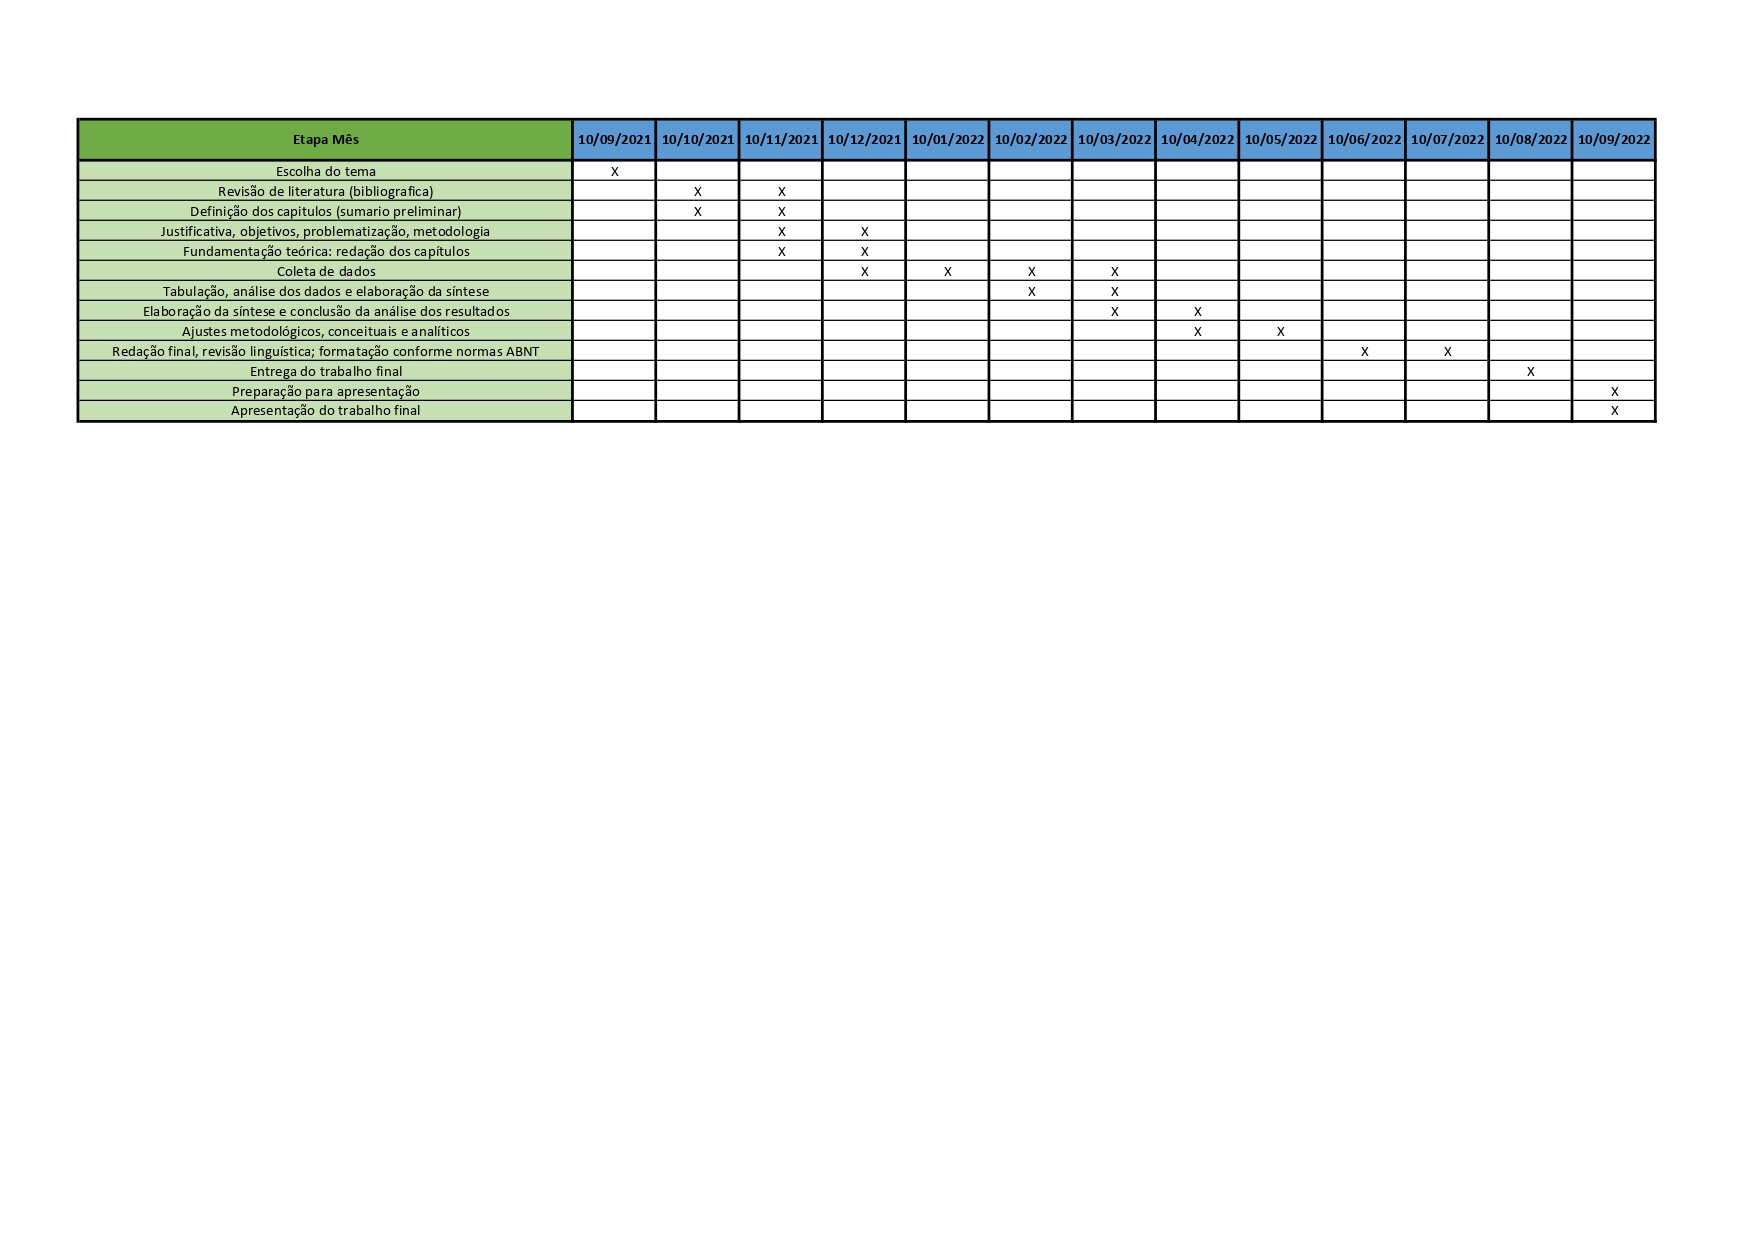 Etapa Mês 10/09/2021 10/10/2021 10/11/2021 10/12/2021 10/01/2022 10/02/2022 10/03/2022 10/04/2022 10/05/2022 10/06/2022 10/07/2022 10/08/2022 10/09/2022
Escolha do tema X
Revisão de literatura (bibliografica) X X
Definição dos capitulos (sumario preliminar) X X
Justificativa, objetivos, problematização, metodologia X X
Fundamentação teórica: redação dos capítulos X X
Coleta de dados X X X X
Tabulação, análise dos dados e elaboração da síntese X X
Elaboração da síntese e conclusão da análise dos resultados X X
Ajustes metodológicos, conceituais e analíticos X X
Redação final, revisão linguística; formatação conforme normas ABNT X X
Entrega do trabalho final X
Preparação para apresentação X
Apresentação do trabalho final X